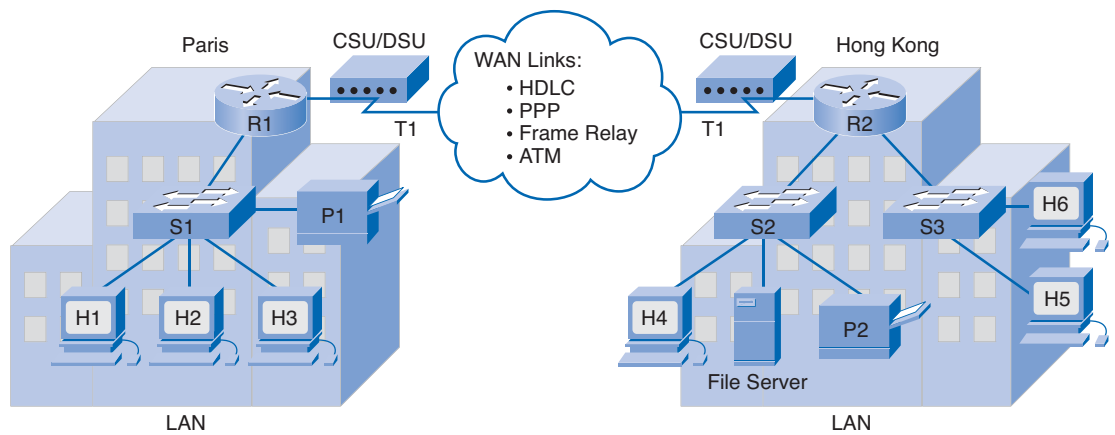 Paris
CSU/DSU
WAN Links:
• HDLC
• PPP
• Frame Relay
• ATM
CSU/DSU
Hong Kong
R1
T1
T1
R2
S1
P1
S2
S3
H6
H1
H2
H3
H4
P2
H5
File Server
LAN
LAN